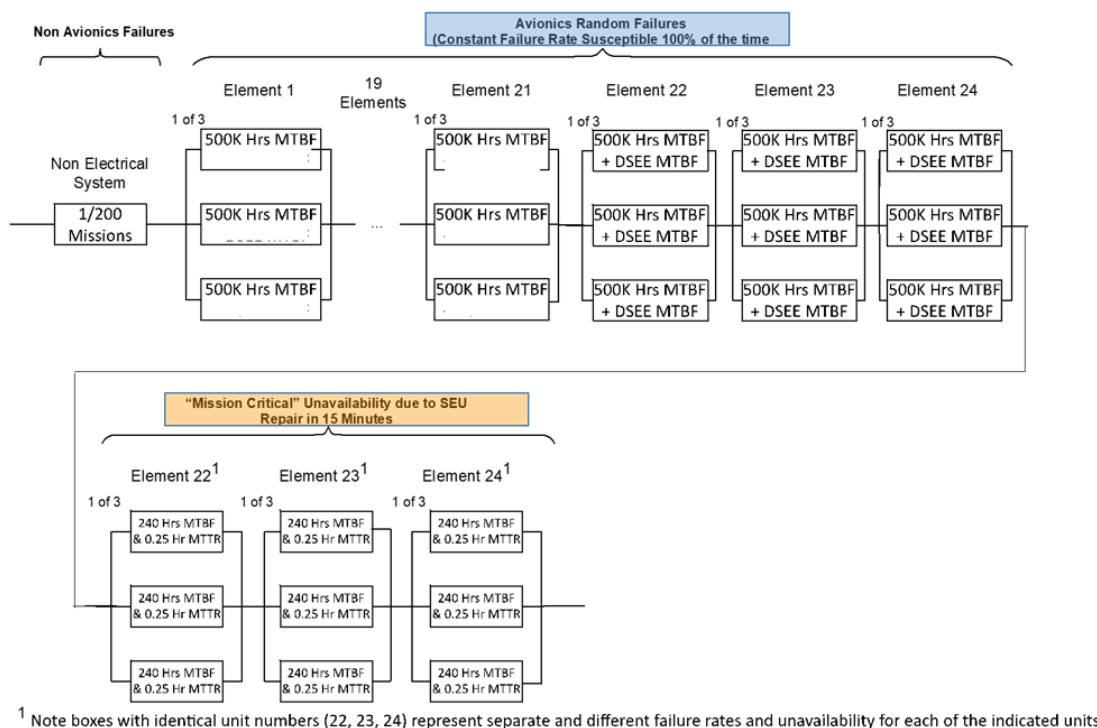 Non Avionics Failures
Avionics Random Failures
(Constant Failure Rate Susceptible 100% of the time
Element 1
19
Elements
Element 21
Element 22
Element 23
Element 24
1 of 3
1 of 3
1 of 3
1 of 3
1 of 3
Non Electrical
System
1/200
Missions
500K Hrs MTBF
500K Hrs MTBF
500K Hrs MTBF
...
500K Hrs MTBF
500K Hrs MTBF
500K Hrs MTBF
500K Hrs MTBF
+ DSEE MTBF
500K Hrs MTBF
+ DSEE MTBF
500K Hrs MTBF
+ DSEE MTBF
500K Hrs MTBF
+ DSEE MTBF
500K Hrs MTBF
+ DSEE MTBF
500K Hrs MTBF
+ DSEE MTBF
500K Hrs MTBF
+ DSEE MTBF
500K Hrs MTBF
+ DSEE MTBF
500K Hrs MTBF
+ DSEE MTBF
“Mission Critical” Unavailability due to SEU
Repair in 15 Minutes
Element 22¹
Element 23¹
Element 24¹
1 of 3
1 of 3
1 of 3
240 Hrs MTBF
& 0.25 Hr MTTR
240 Hrs MTBF
& 0.25 Hr MTTR
240 Hrs MTBF
& 0.25 Hr MTTR
240 Hrs MTBF
& 0.25 Hr MTTR
240 Hrs MTBF
& 0.25 Hr MTTR
240 Hrs MTBF
& 0.25 Hr MTTR
240 Hrs MTBF
& 0.25 Hr MTTR
240 Hrs MTBF
& 0.25 Hr MTTR
240 Hrs MTBF
& 0.25 Hr MTTR
¹ Note boxes with identical unit numbers (22, 23, 24) represent separate and different failure rates and unavailability for each of the indicated units